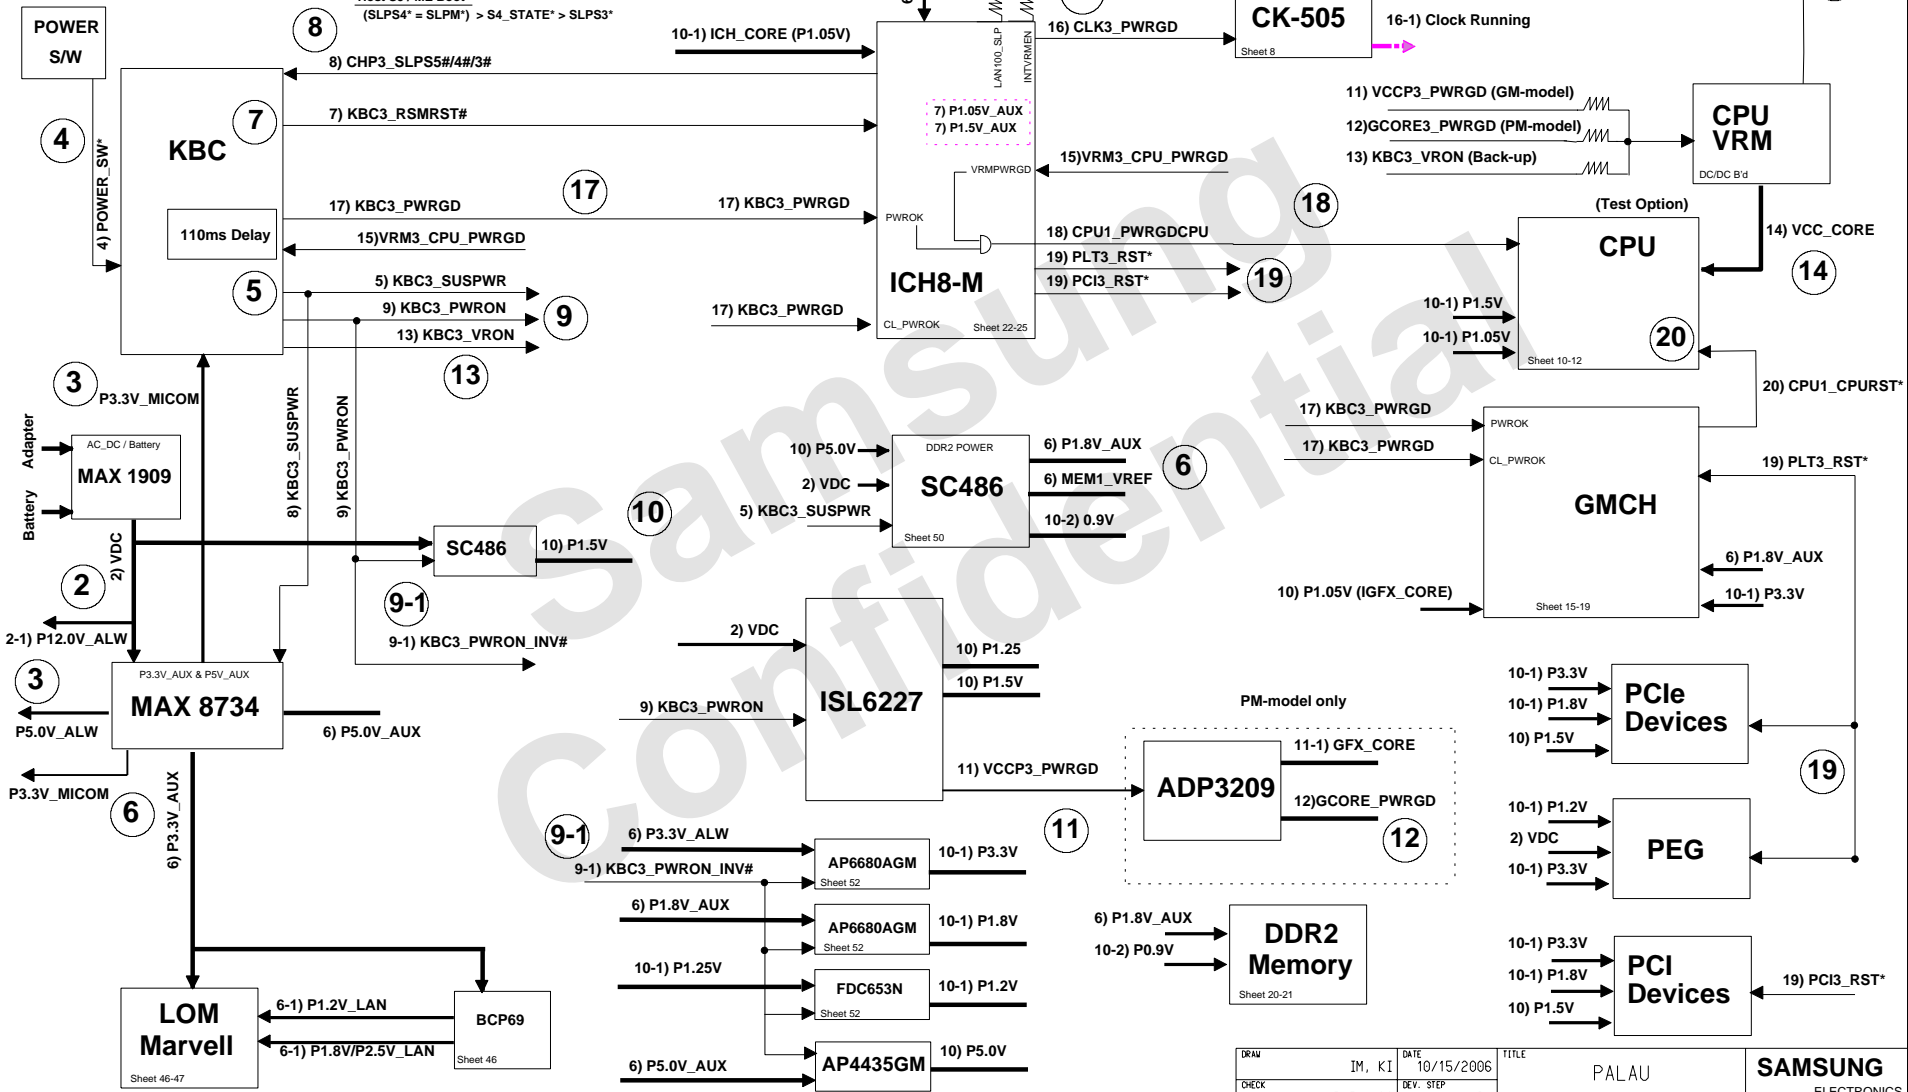 (SLPS4* = SLPM*) > S4_STATE* > SLPS3*
POWER
S/W
8
10-1) ICH_CORE (P1.05V)
LAN100_SLP
INTVRMEN
16) CLK3_PWRGD
CK-505
Sheet 8
16-1) Clock Running
8) CHP3_SLPS5#/4#/3#
4
4) POWER_SW*
KBC
7
7) KBC3_RSMRST#
7) P1.05V_AUX
7) P1.5V_AUX
11) VCCP3_PWRGD (GM-model)
12)GCORE3_PWRGD (PM-model)
13) KBC3_VRON (Back-up)
CPU
VRM
DC/DC B'd
VRMPWRGD
15)VRM3_CPU_PWRGD
17
17) KBC3_PWRGD
17) KBC3_PWRGD
PWROK
110ms Delay
15)VRM3_CPU_PWRGD
18
18) CPU1_PWRGDCPU
19) PLT3_RST*
19) PCI3_RST*
19
(Test Option)
CPU
14) VCC_CORE
14
5
5) KBC3_SUSPWR
9) KBC3_PWRON
9
13) KBC3_VRON
13
ICH8-M
17) KBC3_PWRGD
CL_PWROK
Sheet 22-25
10-1) P1.5V
10-1) P1.05V
20
Sheet 10-12
20) CPU1_CPURST*
3
P3.3V_MICOM
Adapter
Battery
AC_DC / Battery
MAX 1909
8) KBC3_SUSPWR
9) KBC3_PWRON
17) KBC3_PWRGD
PWROK
17) KBC3_PWRGD
CL_PWROK
19) PLT3_RST*
GMCH
6) P1.8V_AUX
10-1) P3.3V
10) P1.05V (IGFX_CORE)
Sheet 15-19
10) P5.0V
2) VDC
5) KBC3_SUSPWR
DDR2 POWER
SC486
Sheet 50
6) P1.8V_AUX
6) MEM1_VREF
10-2) 0.9V
6
10
SC486
10) P1.5V
2
2) VDC
2-1) P12.0V_ALW
9-1
9-1) KBC3_PWRON_INV#
3
P3.3V_AUX & P5V_AUX
MAX 8734
P5.0V_ALW
6) P5.0V_AUX
P3.3V_MICOM
6
6) P3.3V_AUX
2) VDC
9) KBC3_PWRON
ISL6227
10) P1.25
10) P1.5V
11) VCCP3_PWRGD
11
PM-model only
ADP3209
11-1) GFX_CORE
12)GCORE_PWRGD
12
10-1) P3.3V
10-1) P1.8V
10) P1.5V
PCIe
Devices
19
10-1) P1.2V
2) VDC
10-1) P3.3V
PEG
9-1
6) P3.3V_ALW
9-1) KBC3_PWRON_INV#
AP6680AGM
Sheet 52
10-1) P3.3V
6) P1.8V_AUX
AP6680AGM
Sheet 52
10-1) P1.8V
10-1) P1.25V
FDC653N
Sheet 52
10-1) P1.2V
6) P5.0V_AUX
AP4435GM
10) P5.0V
6) P1.8V_AUX
10-2) P0.9V
DDR2
Memory
Sheet 20-21
10-1) P3.3V
10-1) P1.8V
10) P1.5V
PCI
Devices
19) PCI3_RST*
LOM
Marvell
Sheet 46-47
6-1) P1.2V_LAN
6-1) P1.8V/P2.5V_LAN
BCP69
Sheet 46
Samsung
Confidential
DRAW
IM, KI
DATE
10/15/2006
TITLE
PALAU
SAMSUNG
ELECTRONICS
CHECK
DEV. STEP